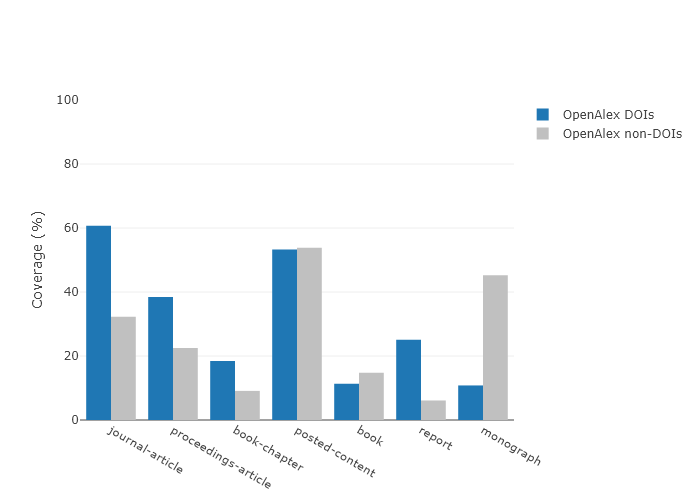 100
80
60
40
20
0
Coverage (%)
journal-article
proceedings-article
book-chapter
posted-content
book
report
monograph
OpenAlex DOIs
OpenAlex non-DOIs